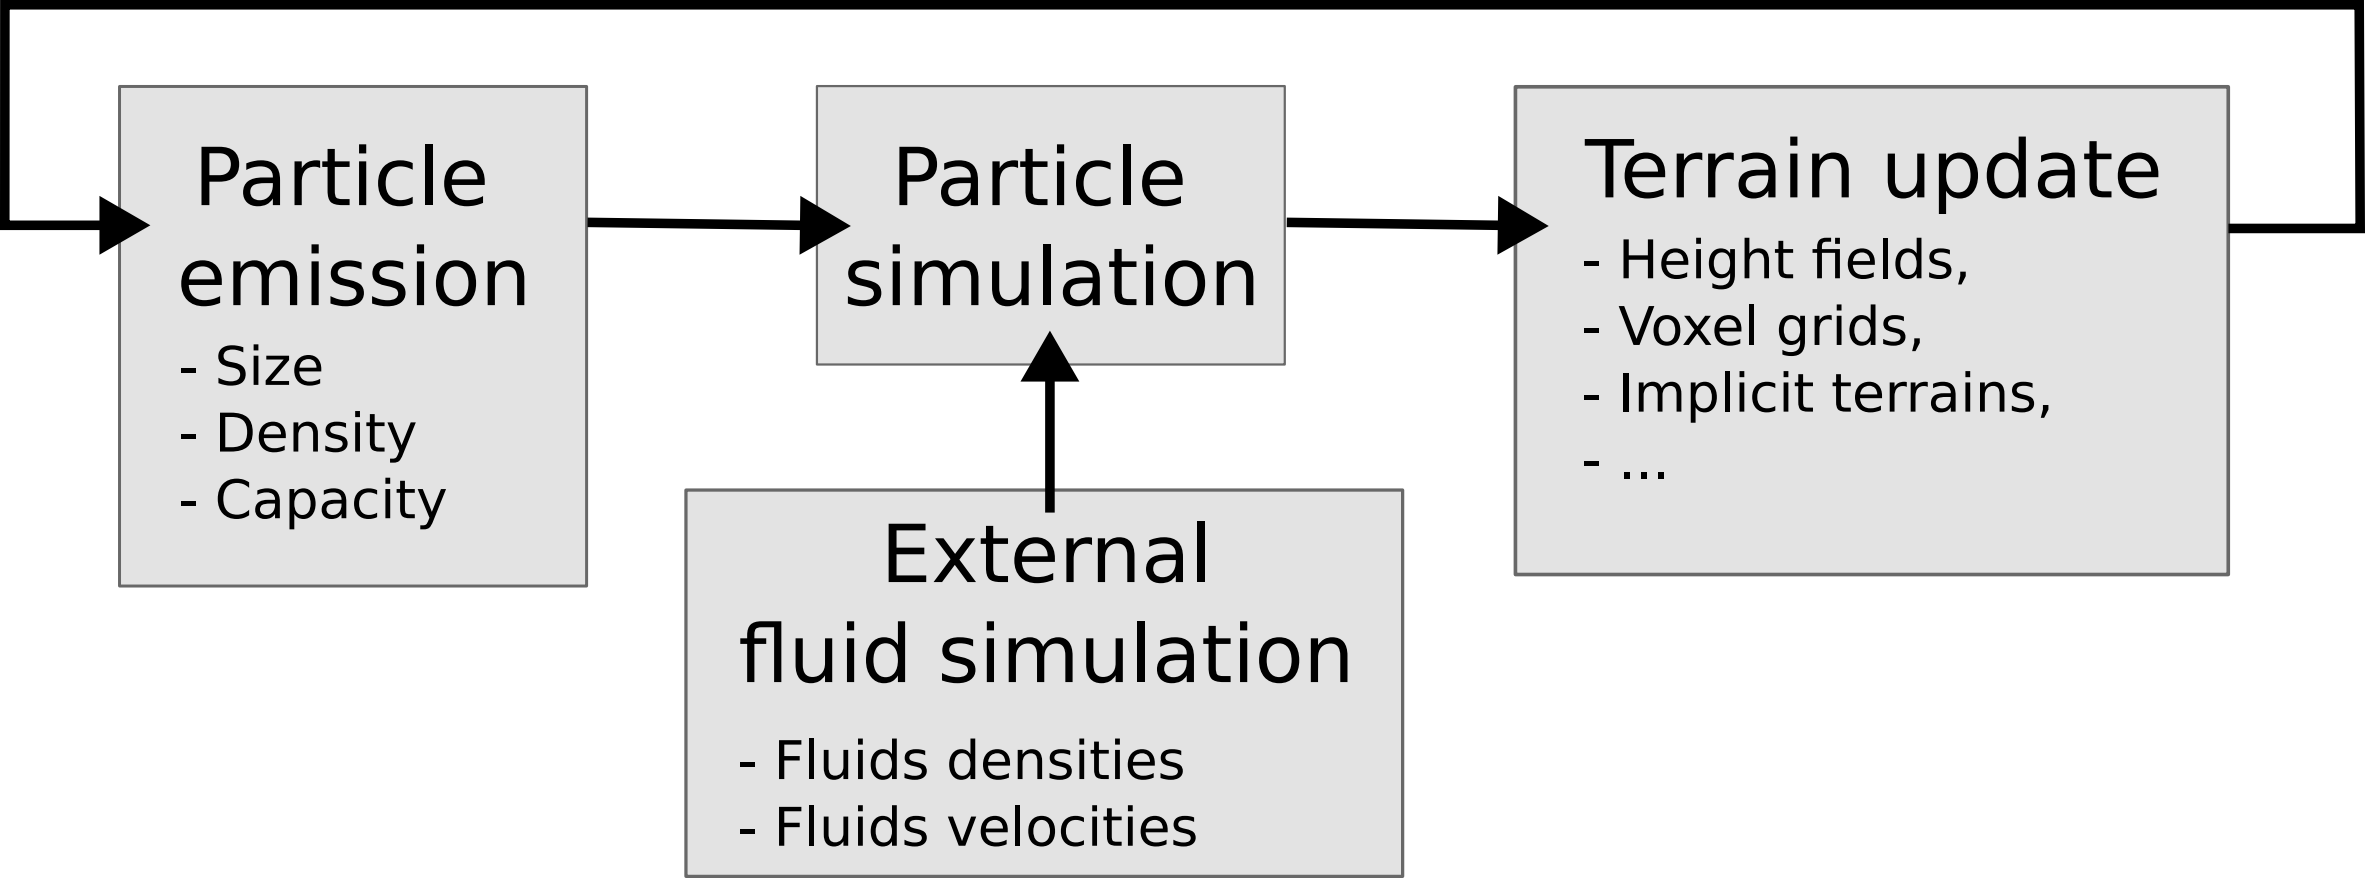 Particle
emission
- Size
- Density
- Capacity
Particle
simulation
Terrain update
- Height fields,
- Voxel grids,
- Implicit terrains,
- ...
External
fluid simulation
- Fluids densities
- Fluids velocities